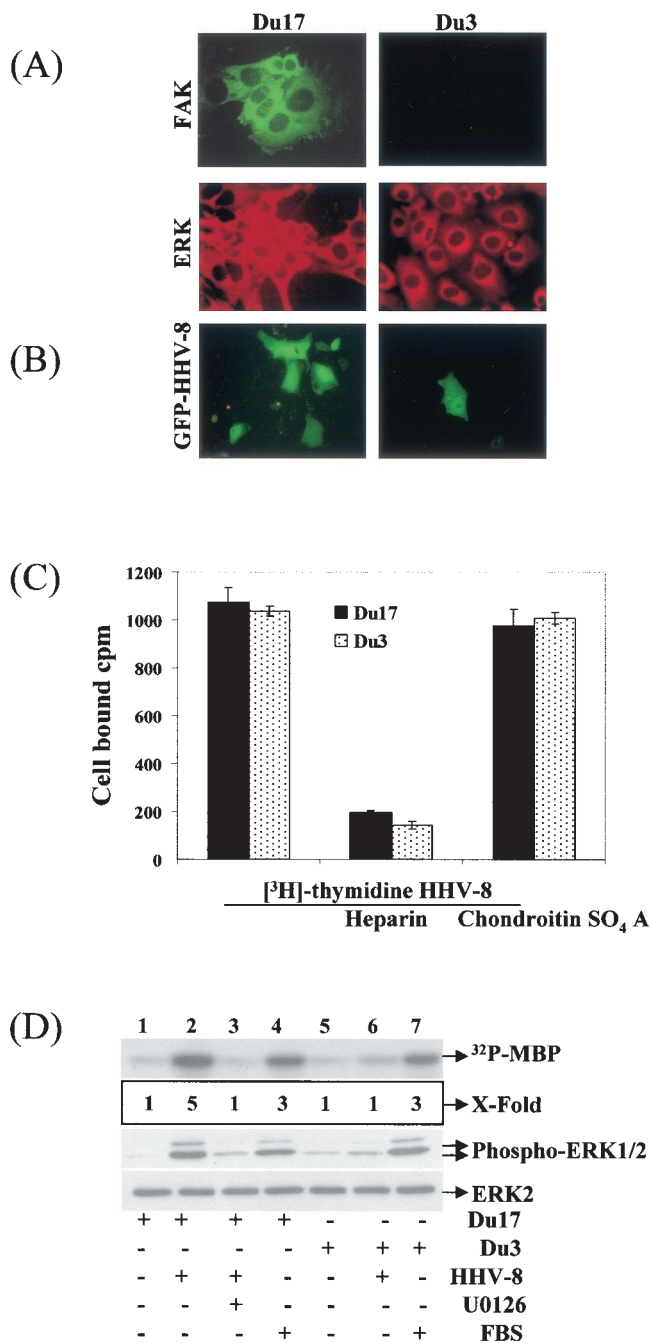 Du17 Du3
(A)
FAK
ERK
(B)
GFP-HHV-8
(C)
1200
1000
800
600
400
200
0
Cell bound cpm
Du17
Du3
[³H]-thymidine HHV-8
Heparin Chondroitin SO₄ A
(D)
1 2 3 4 5 6 7
³²P-MBP
1 5 1 3 1 1 3 X-Fold
Phospho-ERK1/2
ERK2
+ + + + - - - Du17
- - - - + + + Du3
- + + - - + - HHV-8
- - + - - - - U0126
- - - + - - + FBS